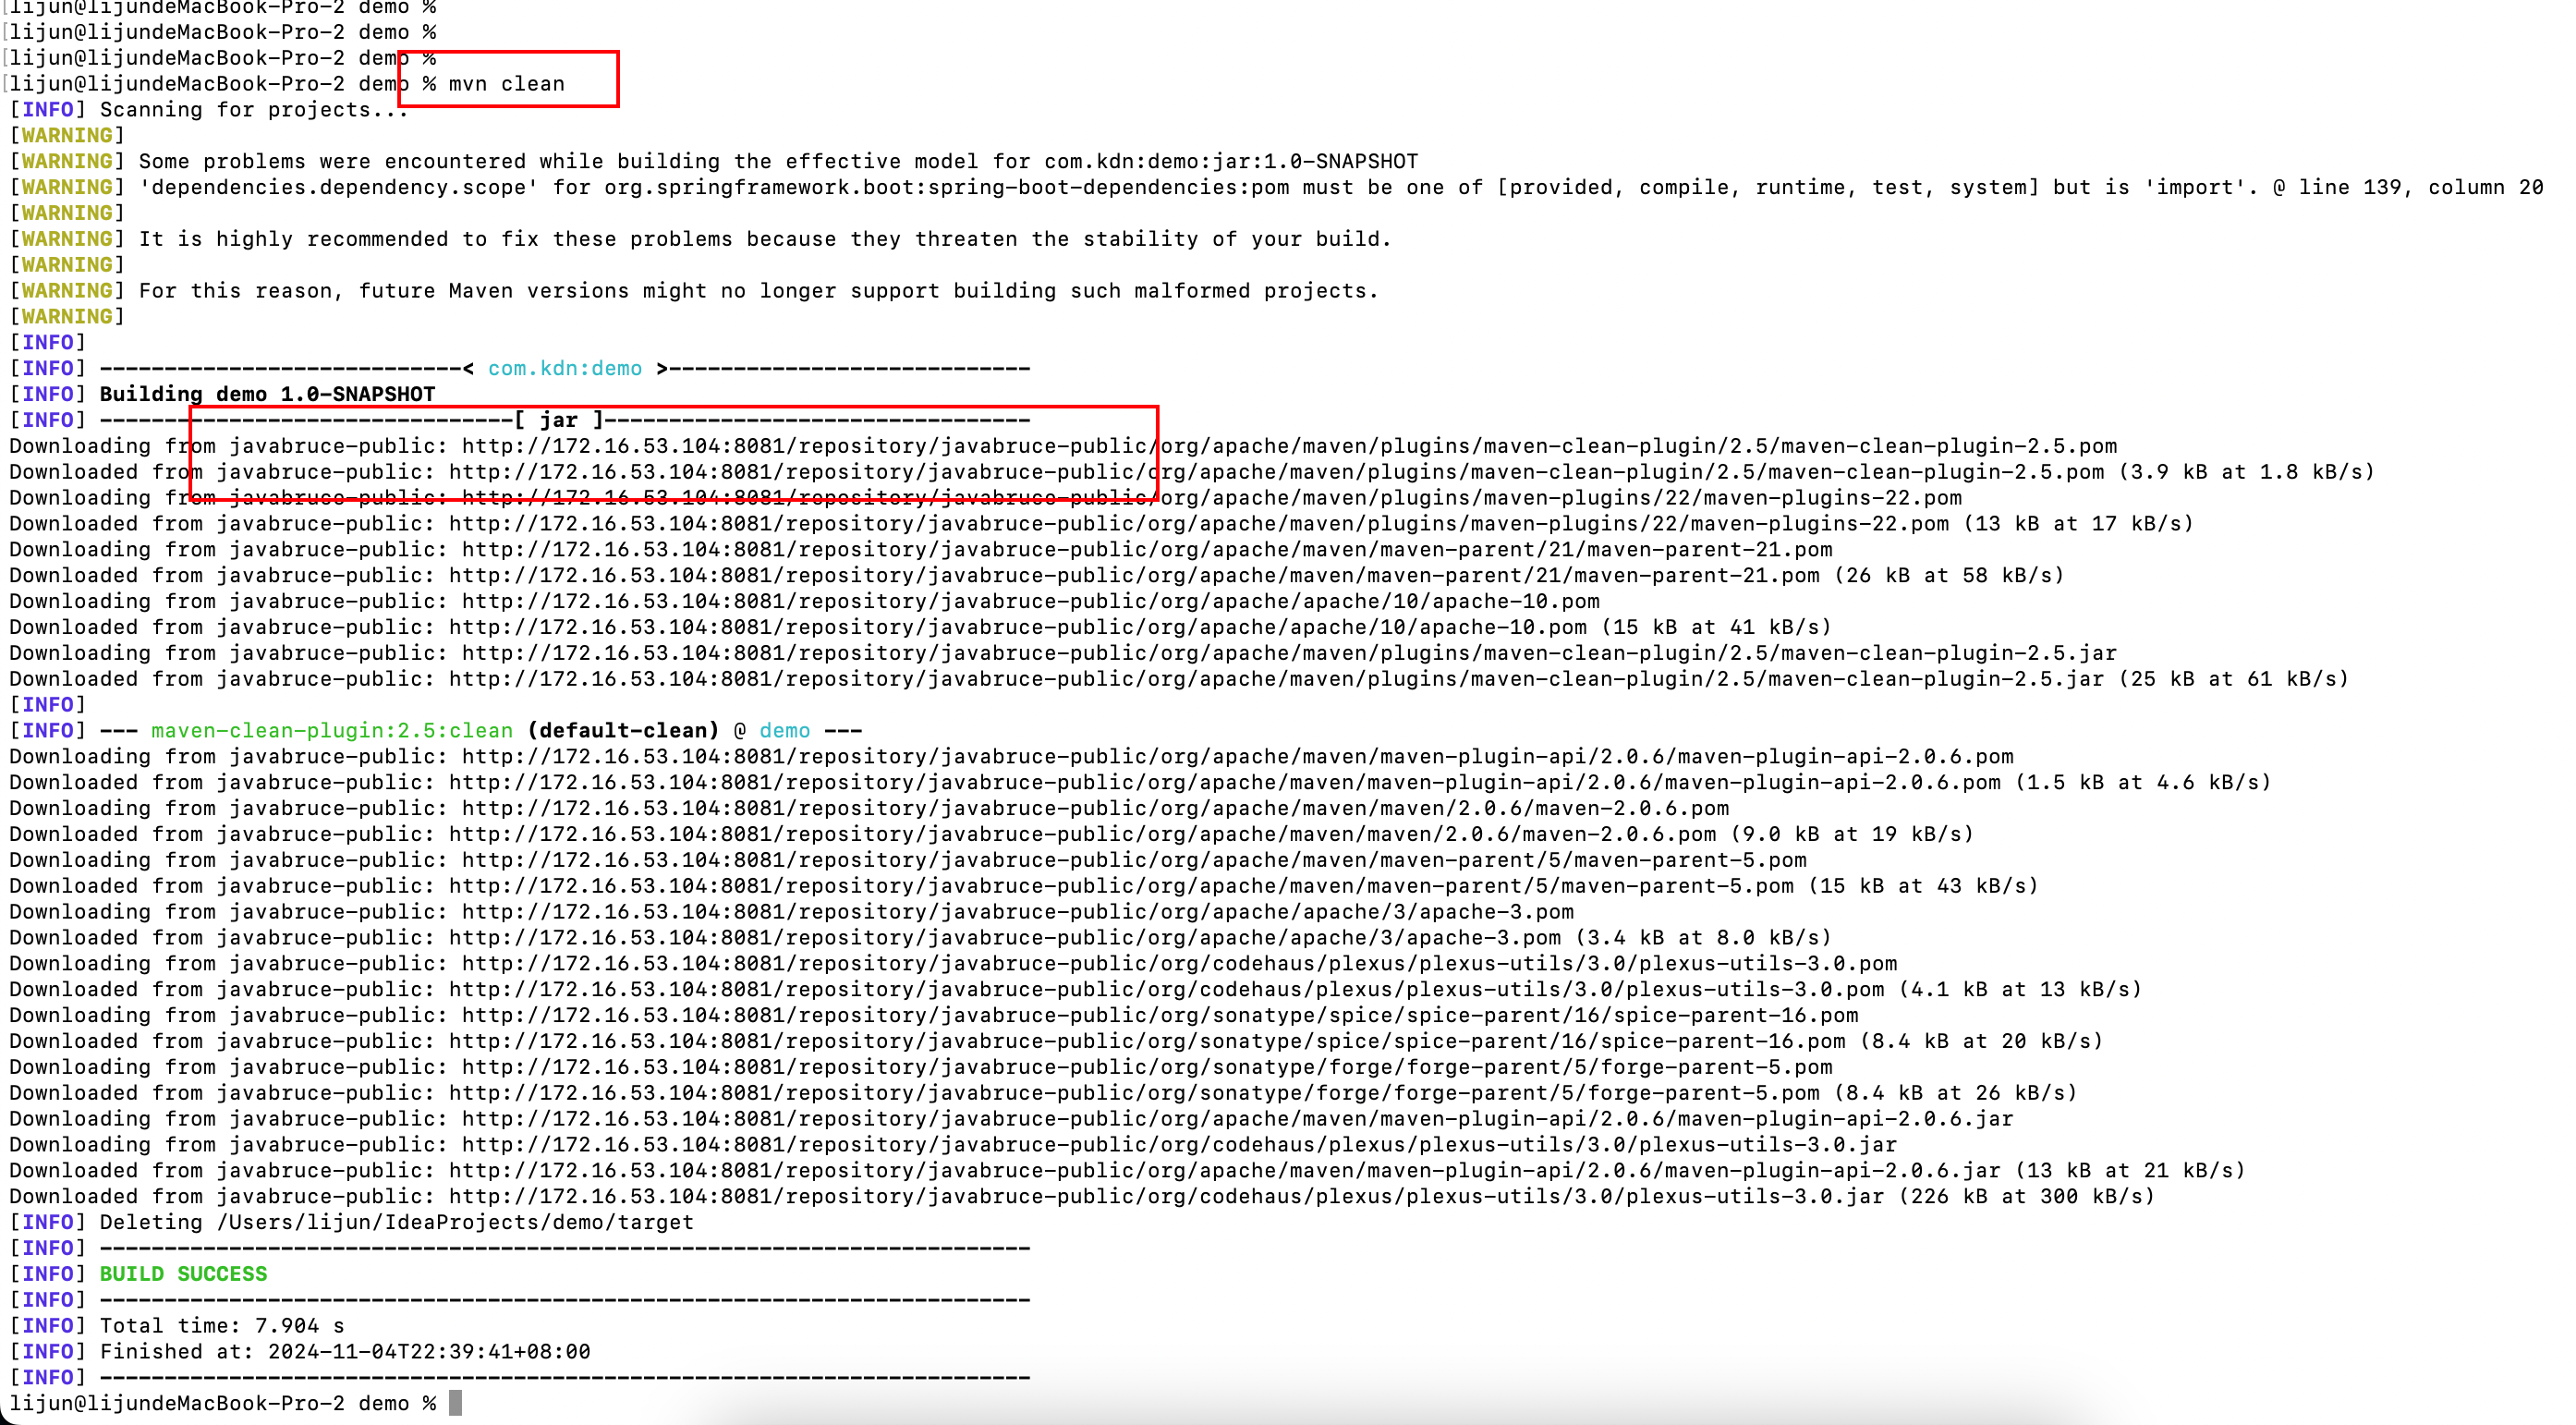 [lijun@lijundeMacBook-Pro-2 demo %
[lijun@lijundeMacBook-Pro-2 demo %
[lijun@lijundeMacBook-Pro-2 demo %
[lijun@lijundeMacBook-Pro-2 demo % mvn clean
[INFO] Scanning for projects...
[WARNING]
[WARNING] Some problems were encountered while building the effective model for com.kdn:demo:jar:1.0-SNAPSHOT
[WARNING] 'dependencies.dependency.scope' for org.springframework.boot:spring-boot-dependencies:pom must be one of [provided, compile, runtime, test, system] but is 'import'. @ line 139, column 20
[WARNING]
[WARNING] It is highly recommended to fix these problems because they threaten the stability of your build.
[WARNING]
[WARNING] For this reason, future Maven versions might no longer support building such malformed projects.
[WARNING]
[INFO]
[INFO] ----------------------------< com.kdn:demo >----------------------------
[INFO] Building demo 1.0-SNAPSHOT
[INFO] --------------------------------[ jar ]---------------------------------
Downloading from javabruce-public: http://172.16.53.104:8081/repository/javabruce-public/org/apache/maven/plugins/maven-clean-plugin/2.5/maven-clean-plugin-2.5.pom
Downloaded from javabruce-public: http://172.16.53.104:8081/repository/javabruce-public/org/apache/maven/plugins/maven-clean-plugin/2.5/maven-clean-plugin-2.5.pom (3.9 kB at 1.8 kB/s)
Downloading from javabruce-public: http://172.16.53.104:8081/repository/javabruce-public/org/apache/maven/plugins/maven-plugins/22/maven-plugins-22.pom
Downloaded from javabruce-public: http://172.16.53.104:8081/repository/javabruce-public/org/apache/maven/plugins/maven-plugins/22/maven-plugins-22.pom (13 kB at 17 kB/s)
Downloading from javabruce-public: http://172.16.53.104:8081/repository/javabruce-public/org/apache/maven/maven-parent/21/maven-parent-21.pom
Downloaded from javabruce-public: http://172.16.53.104:8081/repository/javabruce-public/org/apache/maven/maven-parent/21/maven-parent-21.pom (26 kB at 58 kB/s)
Downloading from javabruce-public: http://172.16.53.104:8081/repository/javabruce-public/org/apache/apache/10/apache-10.pom
Downloaded from javabruce-public: http://172.16.53.104:8081/repository/javabruce-public/org/apache/apache/10/apache-10.pom (15 kB at 41 kB/s)
Downloading from javabruce-public: http://172.16.53.104:8081/repository/javabruce-public/org/apache/maven/plugins/maven-clean-plugin/2.5/maven-clean-plugin-2.5.jar
Downloaded from javabruce-public: http://172.16.53.104:8081/repository/javabruce-public/org/apache/maven/plugins/maven-clean-plugin/2.5/maven-clean-plugin-2.5.jar (25 kB at 61 kB/s)
[INFO]
[INFO] --- maven-clean-plugin:2.5:clean (default-clean) @ demo ---
Downloading from javabruce-public: http://172.16.53.104:8081/repository/javabruce-public/org/apache/maven/maven-plugin-api/2.0.6/maven-plugin-api-2.0.6.pom
Downloaded from javabruce-public: http://172.16.53.104:8081/repository/javabruce-public/org/apache/maven/maven-plugin-api/2.0.6/maven-plugin-api-2.0.6.pom (1.5 kB at 4.6 kB/s)
Downloading from javabruce-public: http://172.16.53.104:8081/repository/javabruce-public/org/apache/maven/maven/2.0.6/maven-2.0.6.pom
Downloaded from javabruce-public: http://172.16.53.104:8081/repository/javabruce-public/org/apache/maven/maven/2.0.6/maven-2.0.6.pom (9.0 kB at 19 kB/s)
Downloading from javabruce-public: http://172.16.53.104:8081/repository/javabruce-public/org/apache/maven/maven-parent/5/maven-parent-5.pom
Downloaded from javabruce-public: http://172.16.53.104:8081/repository/javabruce-public/org/apache/maven/maven-parent/5/maven-parent-5.pom (15 kB at 43 kB/s)
Downloading from javabruce-public: http://172.16.53.104:8081/repository/javabruce-public/org/apache/apache/3/apache-3.pom
Downloaded from javabruce-public: http://172.16.53.104:8081/repository/javabruce-public/org/apache/apache/3/apache-3.pom (3.4 kB at 8.0 kB/s)
Downloading from javabruce-public: http://172.16.53.104:8081/repository/javabruce-public/org/codehaus/plexus/plexus-utils/3.0/plexus-utils-3.0.pom
Downloaded from javabruce-public: http://172.16.53.104:8081/repository/javabruce-public/org/codehaus/plexus/plexus-utils/3.0/plexus-utils-3.0.pom (4.1 kB at 13 kB/s)
Downloading from javabruce-public: http://172.16.53.104:8081/repository/javabruce-public/org/sonatype/spice/spice-parent/16/spice-parent-16.pom
Downloaded from javabruce-public: http://172.16.53.104:8081/repository/javabruce-public/org/sonatype/spice/spice-parent/16/spice-parent-16.pom (8.4 kB at 20 kB/s)
Downloading from javabruce-public: http://172.16.53.104:8081/repository/javabruce-public/org/sonatype/forge/forge-parent/5/forge-parent-5.pom
Downloaded from javabruce-public: http://172.16.53.104:8081/repository/javabruce-public/org/sonatype/forge/forge-parent/5/forge-parent-5.pom (8.4 kB at 26 kB/s)
Downloading from javabruce-public: http://172.16.53.104:8081/repository/javabruce-public/org/apache/maven/maven-plugin-api/2.0.6/maven-plugin-api-2.0.6.jar
Downloading from javabruce-public: http://172.16.53.104:8081/repository/javabruce-public/org/codehaus/plexus/plexus-utils/3.0/plexus-utils-3.0.jar
Downloaded from javabruce-public: http://172.16.53.104:8081/repository/javabruce-public/org/apache/maven/maven-plugin-api/2.0.6/maven-plugin-api-2.0.6.jar (13 kB at 21 kB/s)
Downloaded from javabruce-public: http://172.16.53.104:8081/repository/javabruce-public/org/codehaus/plexus/plexus-utils/3.0/plexus-utils-3.0.jar (226 kB at 300 kB/s)
[INFO] Deleting /Users/lijun/IdeaProjects/demo/target
[INFO] ------------------------------------------------------------------------
[INFO] BUILD SUCCESS
[INFO] ------------------------------------------------------------------------
[INFO] Total time: 7.904 s
[INFO] Finished at: 2024-11-04T22:39:41+08:00
[INFO] ------------------------------------------------------------------------
lijun@lijundeMacBook-Pro-2 demo %